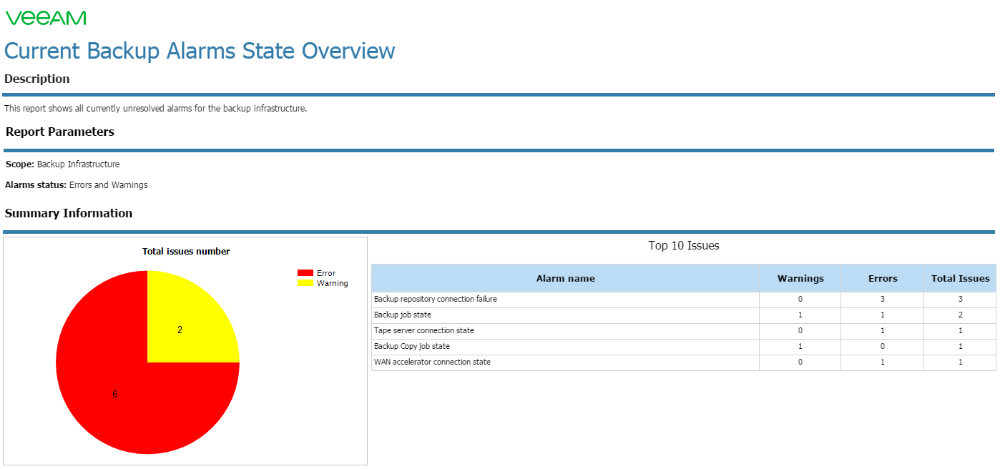 veeam
Current Backup Alarms State Overview
Description
This report shows all currently unresolved alarms for the backup infrastructure.
Report Parameters
Scope: Backup Infrastructure
Alarms status: Errors and Warnings
Summary Information
Total issues number
Error
Warning
2
6
Top 10 Issues
Alarm name Warnings Errors Total Issues
Backup repository connection failure 0 3 3
Backup job state 1 1 2
Tape server connection state 0 1 1
Backup Copy job state 1 0 1
WAN accelerator connection state 0 1 1